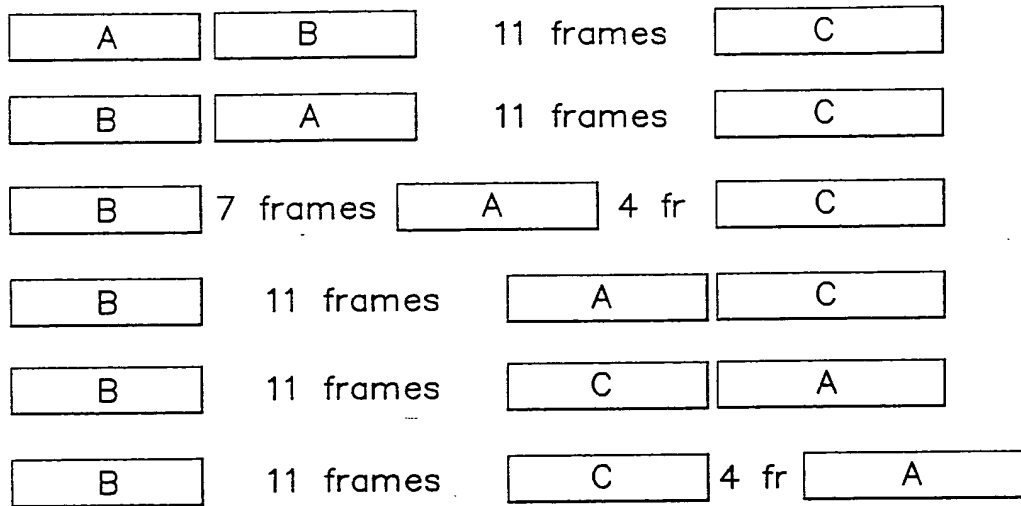 A B 11 frames C
B A 11 frames C
B 7 frames A 4 fr C
B 11 frames A C
B 11 frames C A
B 11 frames C 4 fr A